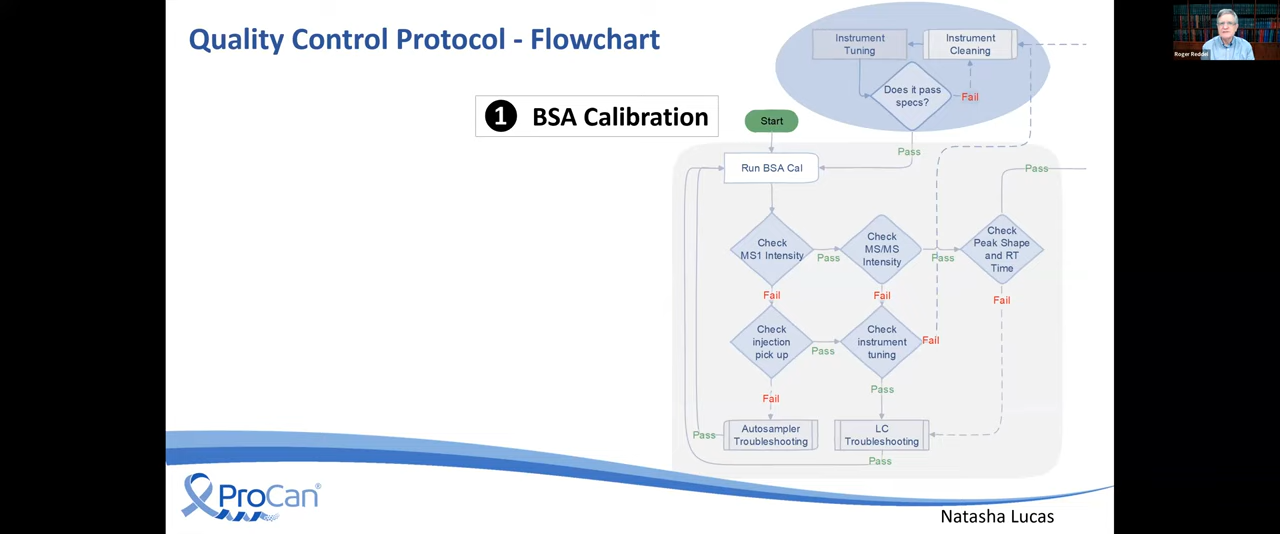 Quality Control Protocol - Flowchart
Instrument
Tuning
Instrument
Cleaning
Roger Reddel
Does it pass
specs?
Fail
1 BSA Calibration
Start
Pass
Run BSA Cal
Pass
Check
MS1 Intensity
Pass
Check
MS/MS
Intensity
Pass
Check
Peak Shape
and RT
Time
Fail
Fail
Fail
Check
injection
pick up
Pass
Check
instrument
tuning
Fail
Fail
Pass
Pass
Autosampler
Troubleshooting
LC
Troubleshooting
Pass
ProCan®
Natasha Lucas